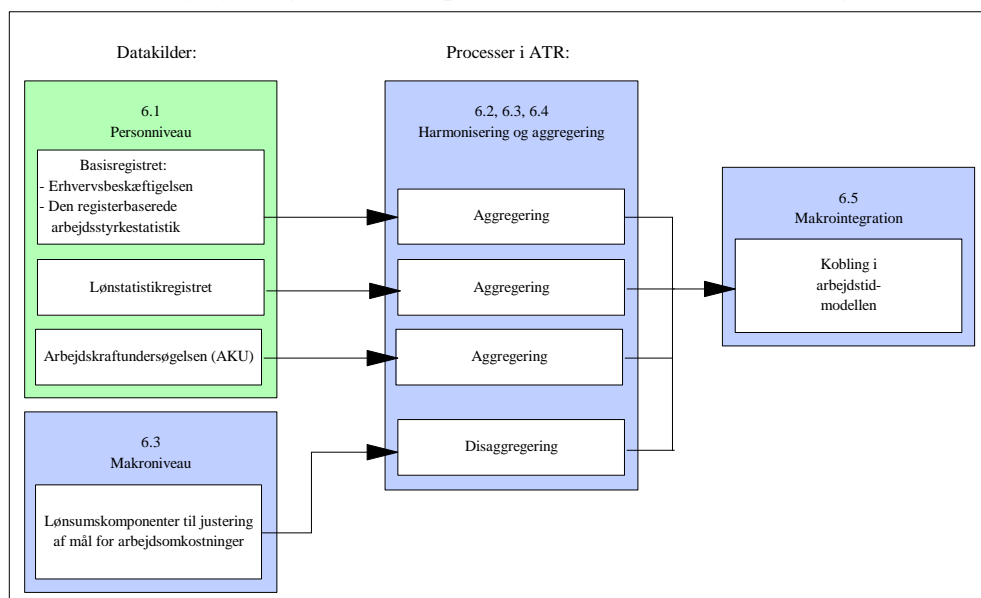 Datakilder:
Processer i ATR:
6.1
Personniveau
Basisregistret:
- Erhvervsbeskæftigelsen
- Den registerbaserede
arbejdsstyrkestatistik
Lønstatistikregistret
Arbejdskraftundersøgelsen (AKU)
6.3
Makroniveau
Lønsumskomponenter til justering
af mål for arbejdsomkostninger
6.2, 6.3, 6.4
Harmonisering og aggregering
Aggregering
Aggregering
Aggregering
Disaggregering
6.5
Makrointegration
Kobling i
arbejdstid-
modellen